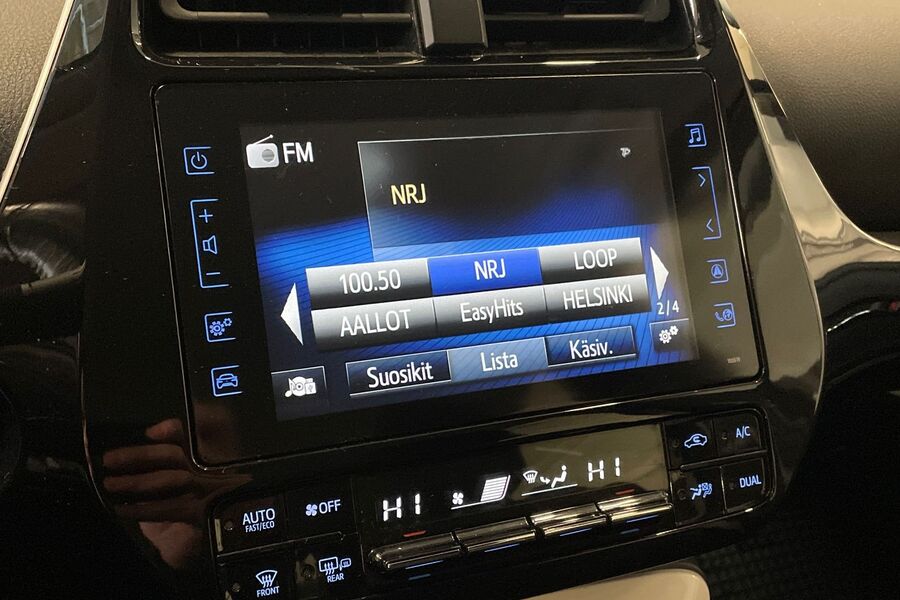 FM
TP
NRJ
100.50 NRJ LOOP
AALLOT EasyHits HELSINKI
2/4
Suosikit Lista Käsiv.
A/C
AUTO
FAST/ECO
OFF
HI HI
DUAL
FRONT
REAR